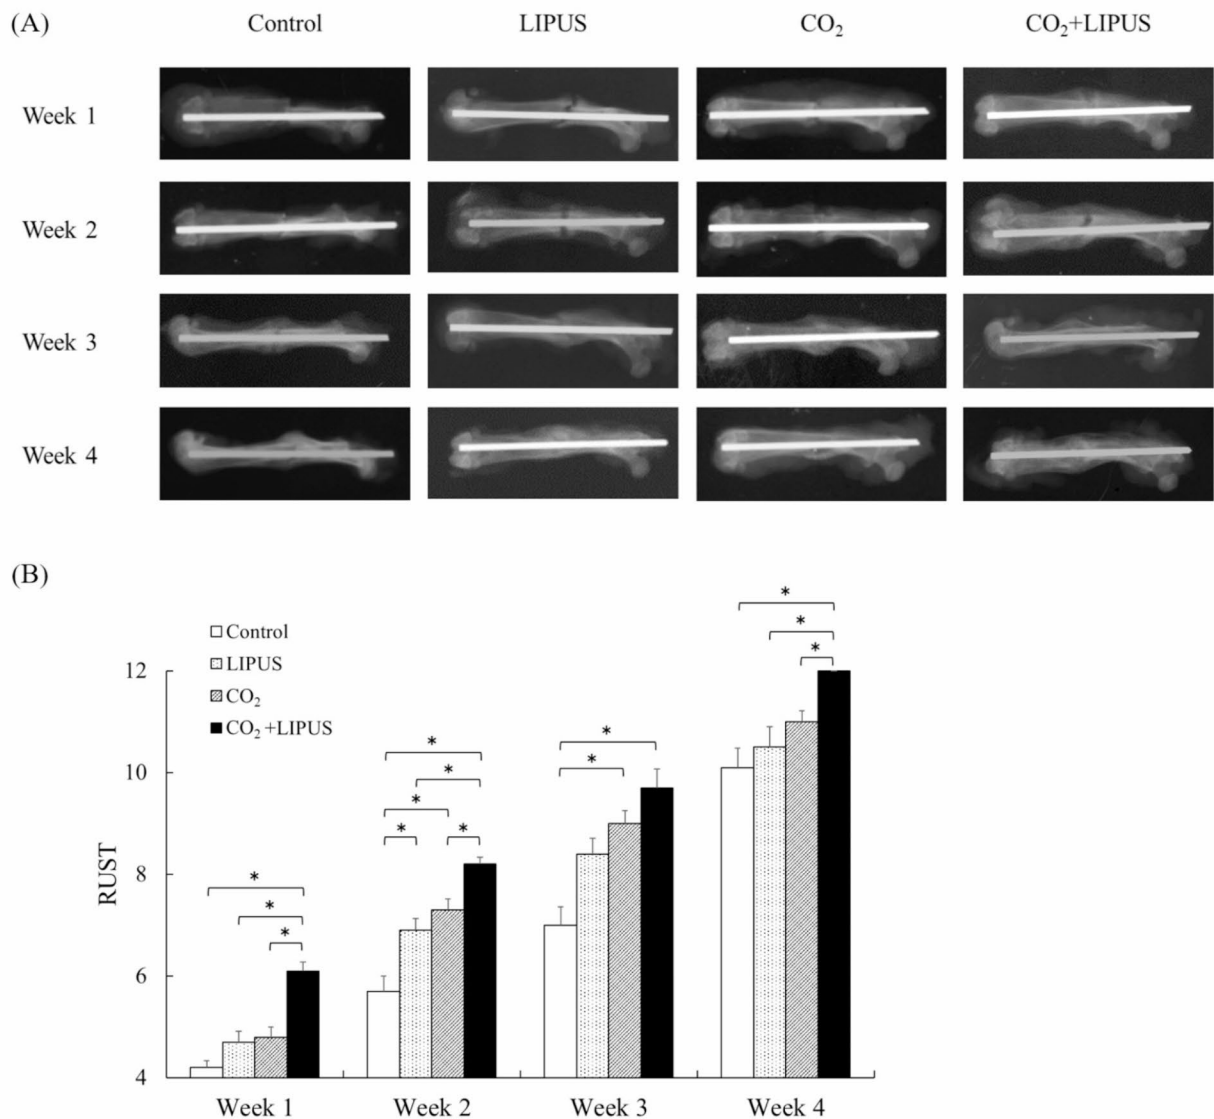 (A)
Control LIPUS CO₂ CO₂+LIPUS
Week 1
Week 2
Week 3
Week 4
(B)
Control
LIPUS
CO₂
CO₂ +LIPUS
RUST
12
10
8
6
4
* * *
* * * * *
* *
* * *
Week 1 Week 2 Week 3 Week 4